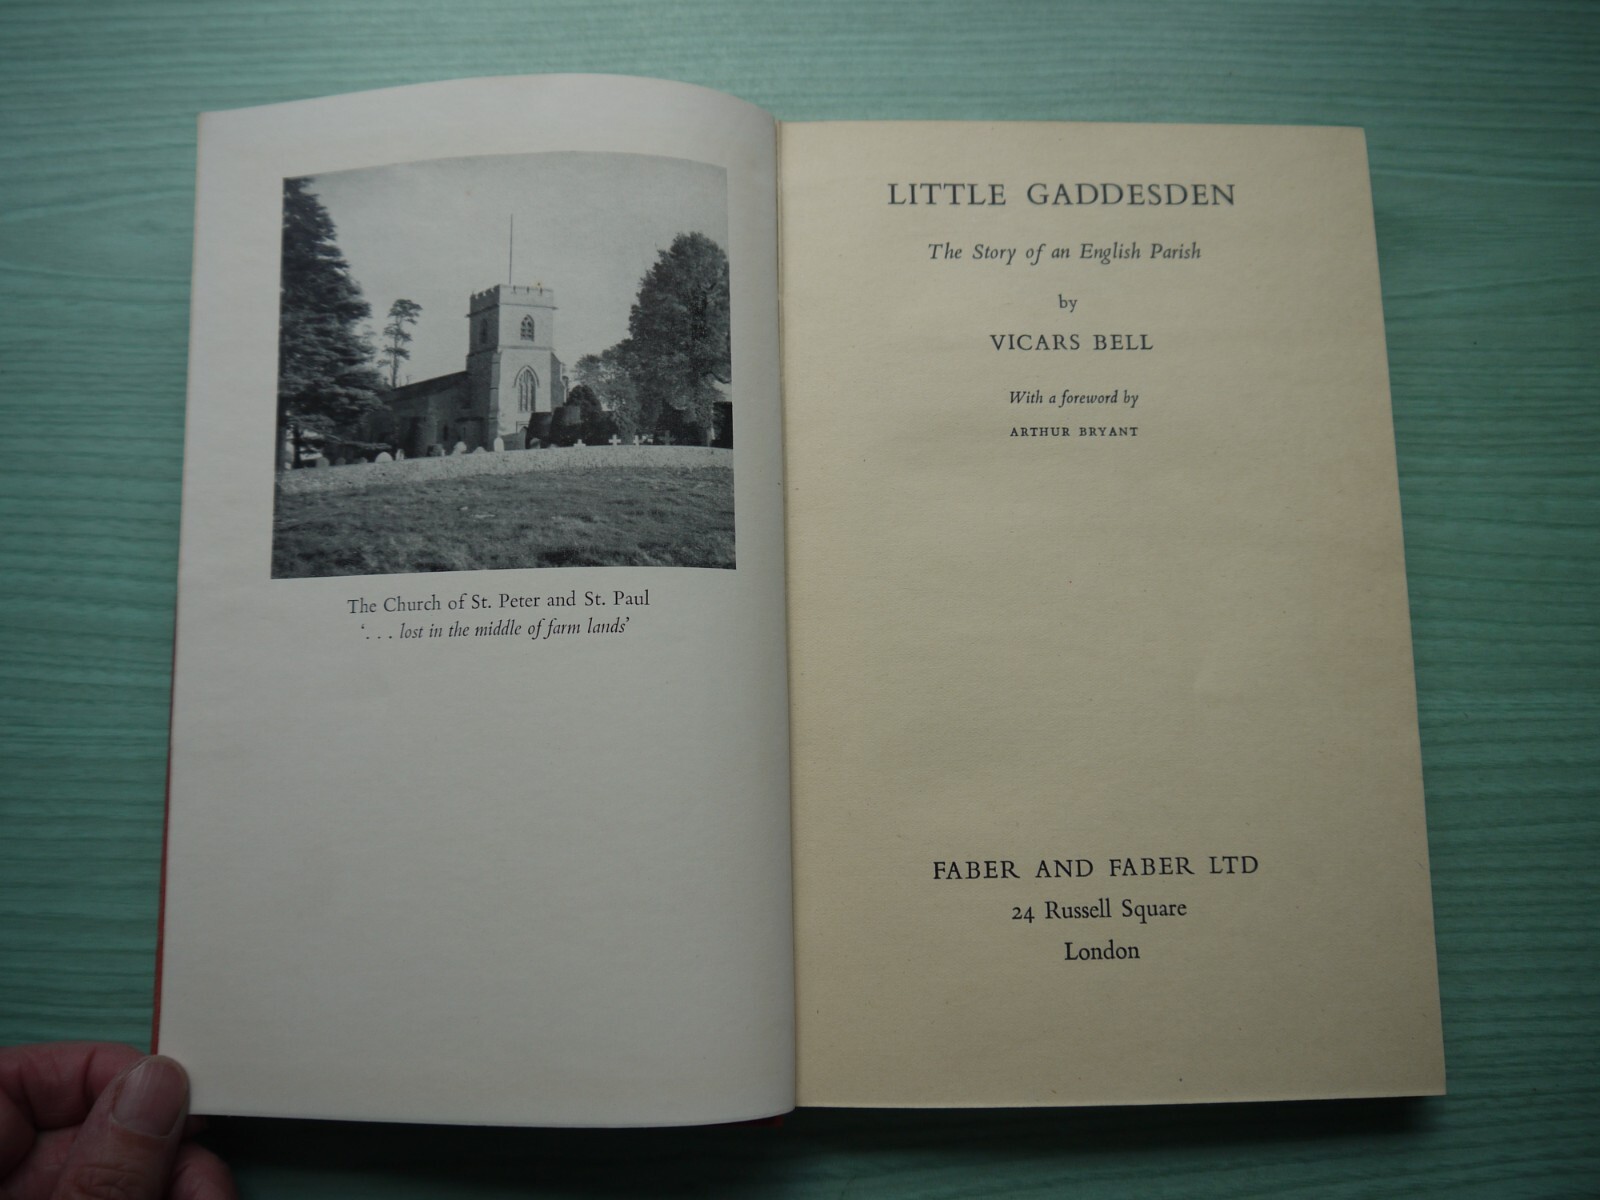 The Church of St. Peter and St. Paul
‘. . . lost in the middle of farm lands’
LITTLE GADDESDEN
The Story of an English Parish
by
VICARS BELL
With a foreword by
ARTHUR BRYANT
FABER AND FABER LTD
24 Russell Square
London